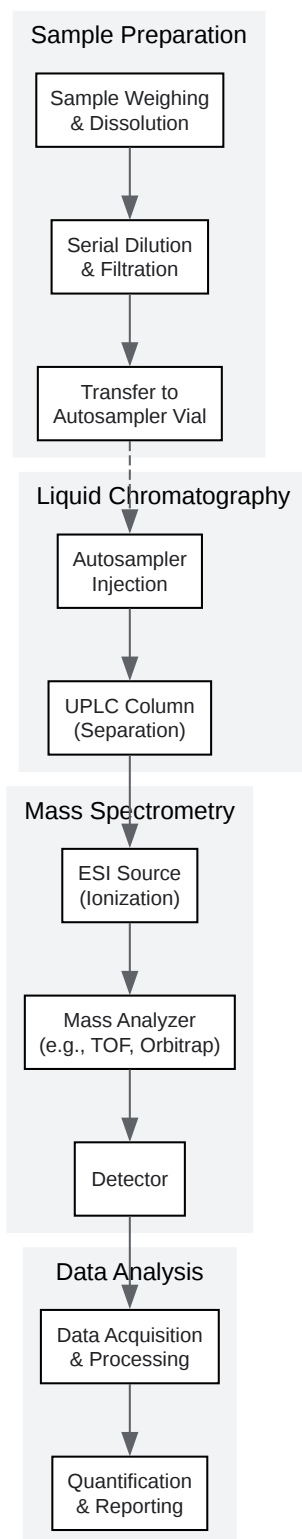 Sample Preparation
Sample Weighing
& Dissolution
Serial Dilution
& Filtration
Transfer to
Autosampler Vial
Liquid Chromatography
Autosampler
Injection
UPLC Column
(Separation)
Mass Spectrometry
ESI Source
(Ionization)
Mass Analyzer
(e.g., TOF, Orbitrap)
Detector
Data Analysis
Data Acquisition
& Processing
Quantification
& Reporting